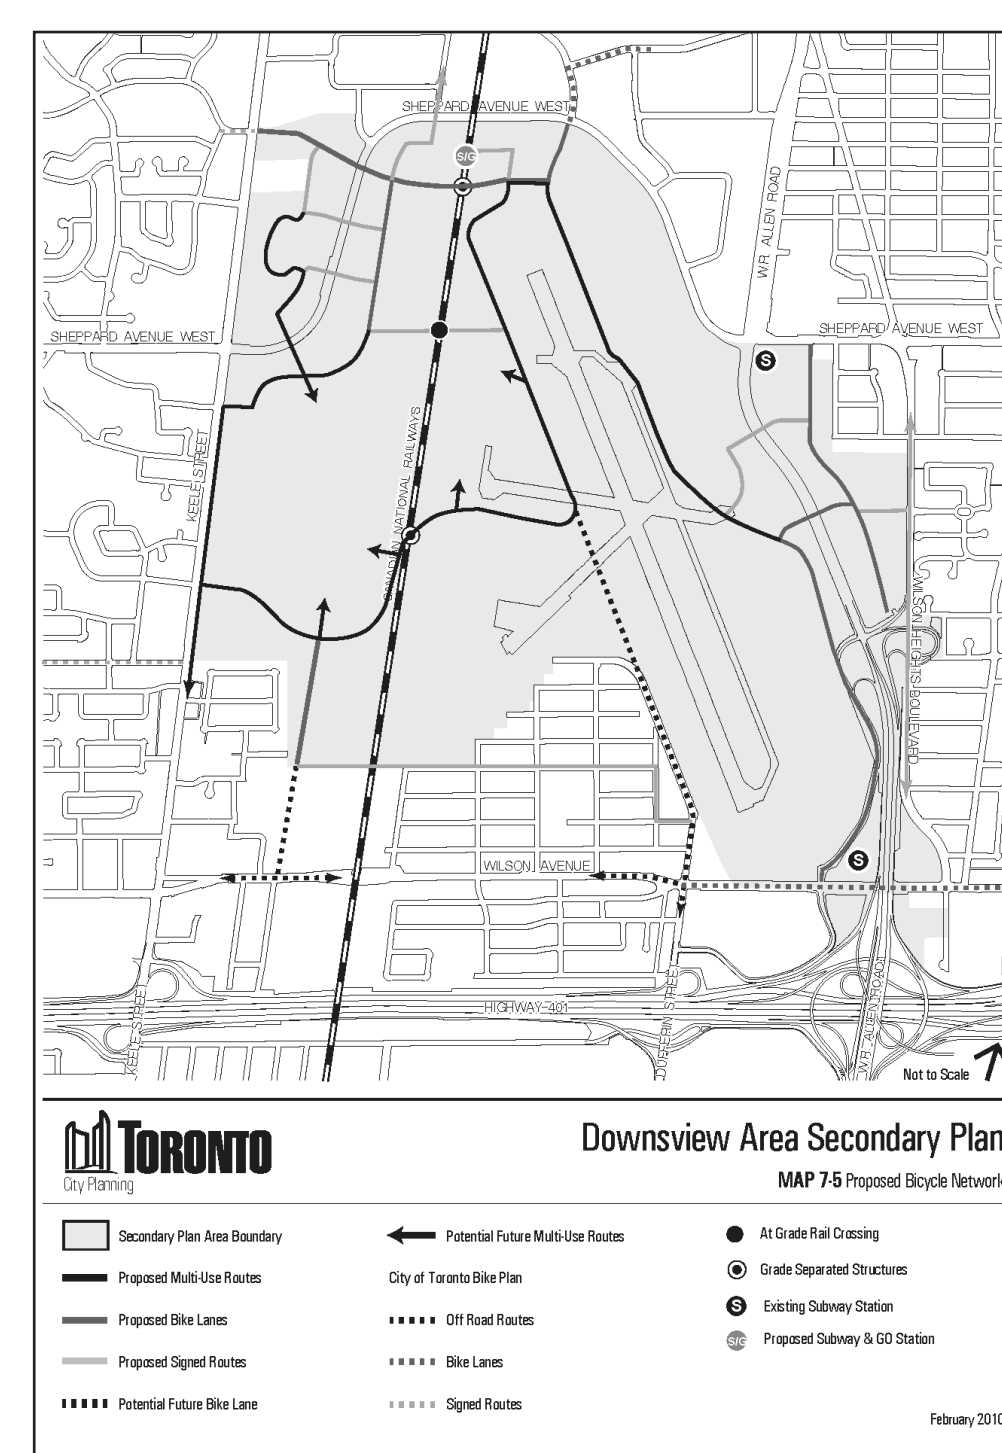 SHEPPARD AVENUE WEST
S/G
W.R. ALLEN ROAD
SHEPPARD AVENUE WEST
SHEPPARD AVENUE WEST
S
KEELE STREET
CANADIAN NATIONAL RAILWAYS
WILSON HEIGHTS BOULEVARD
WILSON AVENUE
S
KEELE STREET
HIGHWAY 401
DUFFERIN STREET
W.R. ALLEN ROAD
Not to Scale
TORONTO
City Planning
Downsview Area Secondary Plan
MAP 7-5 Proposed Bicycle Network
Secondary Plan Area Boundary
Proposed Multi-Use Routes
Proposed Bike Lanes
Proposed Signed Routes
Potential Future Bike Lane
Potential Future Multi-Use Routes
City of Toronto Bike Plan
Off Road Routes
Bike Lanes
Signed Routes
At Grade Rail Crossing
Grade Separated Structures
S Existing Subway Station
S/G Proposed Subway & GO Station
February 2010